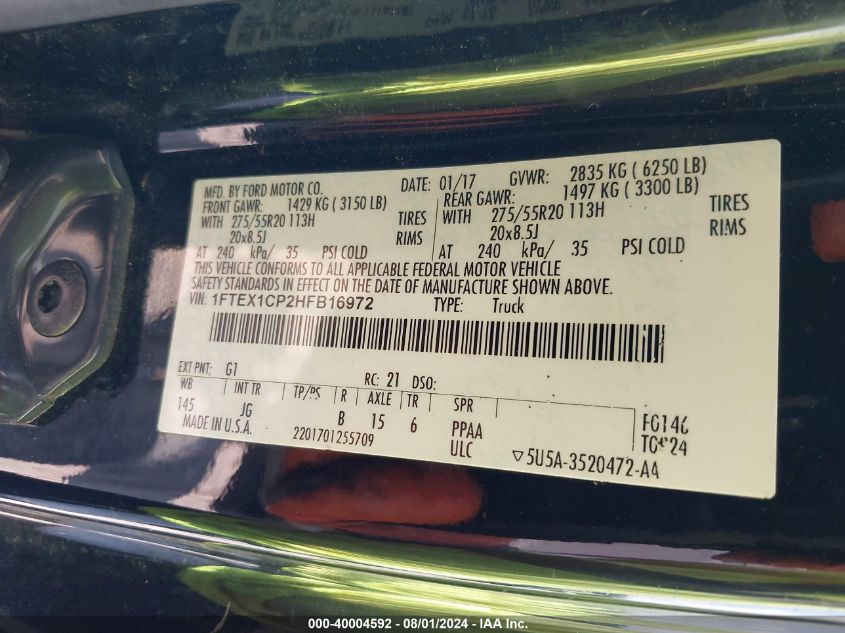 MFD. BY FORD MOTOR CO. DATE: 01/17 GVWR: 2835 KG ( 6250 LB)
FRONT GAWR: 1429 KG ( 3150 LB) REAR GAWR: 1497 KG ( 3300 LB)
WITH 275/55R20 113H TIRES WITH 275/55R20 113H TIRES
20x8.5J RIMS 20x8.5J RIMS
AT 240 kPa/ 35 PSI COLD AT 240 kPa/ 35 PSI COLD
THIS VEHICLE CONFORMS TO ALL APPLICABLE FEDERAL MOTOR VEHICLE
SAFETY STANDARDS IN EFFECT ON THE DATE OF MANUFACTURE SHOWN ABOVE.
VIN: 1FTEX1CP2HFB16972 TYPE: Truck
EXT PNT: G1 RC: 21 DSO:
WB INT TR TP/PS R AXLE TR SPR
145 JG B 15 6 PPAA
MADE IN U.S.A. 2201701255709 ULC
▽5U5A-3520472-AA
000-40004592 - 08/01/2024 - IAA Inc.